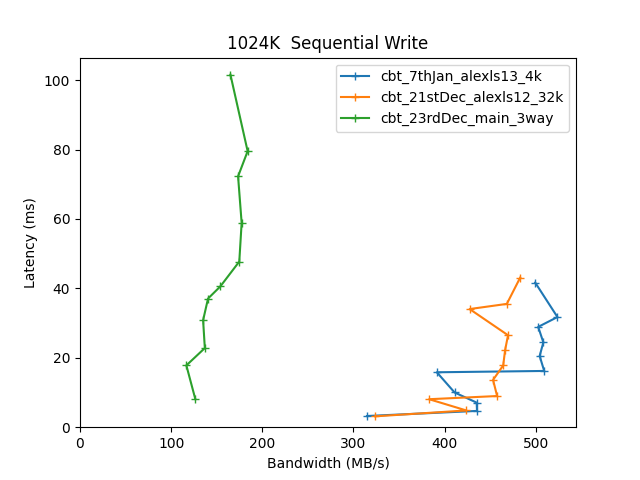 1024K  Sequential Write
cbt_7thJan_alexls13_4k
cbt_21stDec_alexls12_32k
cbt_23rdDec_main_3way
Latency (ms)
100
80
60
40
20
0
0 100 200 300 400 500
Bandwidth (MB/s)